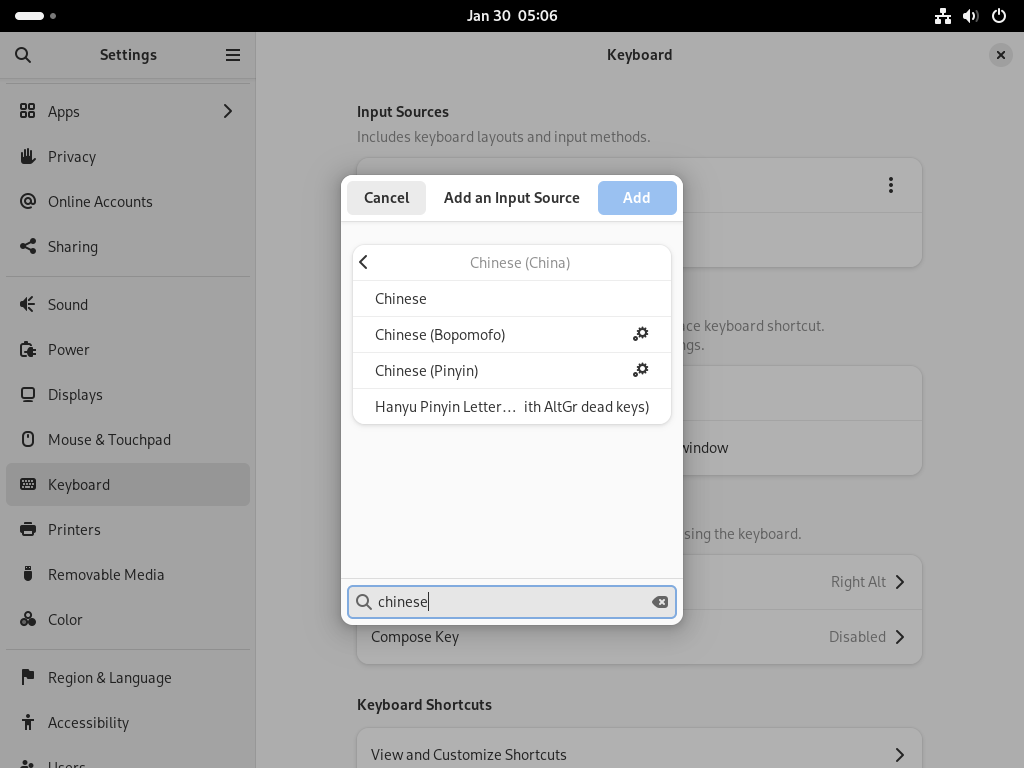 Jan 30 05:06
Settings
Keyboard
Apps
Privacy
Online Accounts
Sharing
Sound
Power
Displays
Mouse & Touchpad
Keyboard
Printers
Removable Media
Color
Region & Language
Accessibility
Users
Input Sources
Includes keyboard layouts and input methods.
Cancel
Add an Input Source
Add
Chinese (China)
Chinese
Chinese (Bopomofo)
Chinese (Pinyin)
Hanyu Pinyin Letter… ith AltGr dead keys)
chinese
keyboard shortcut.
window
the keyboard.
Right Alt
Compose Key
Disabled
Keyboard Shortcuts
View and Customize Shortcuts